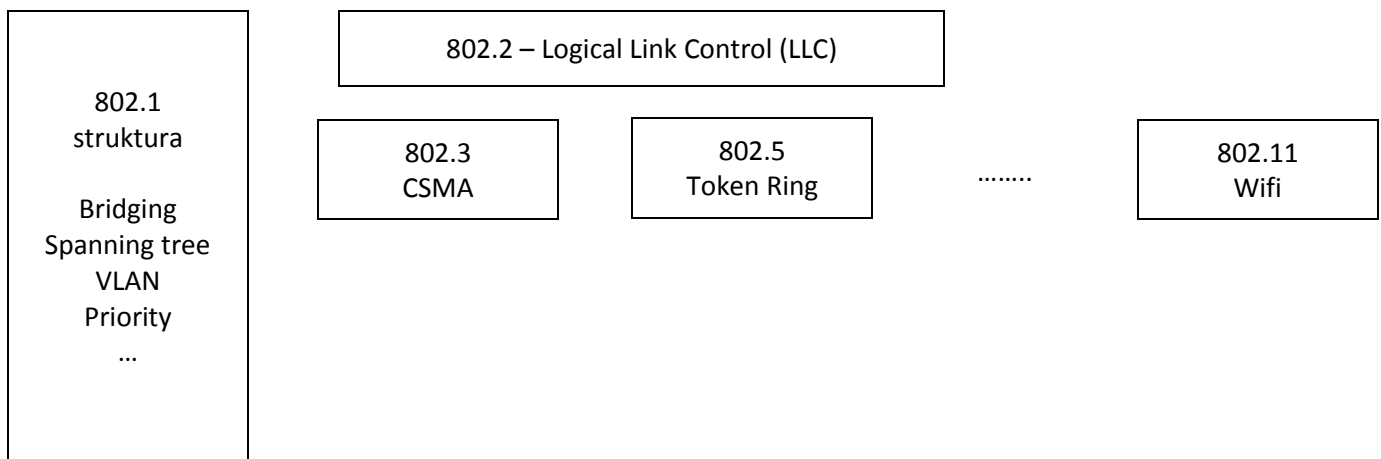 802.1
struktura
Bridging
Spanning tree
VLAN
Priority
…
802.2 – Logical Link Control (LLC)
802.3
CSMA
802.5
Token Ring
……..
802.11
Wifi